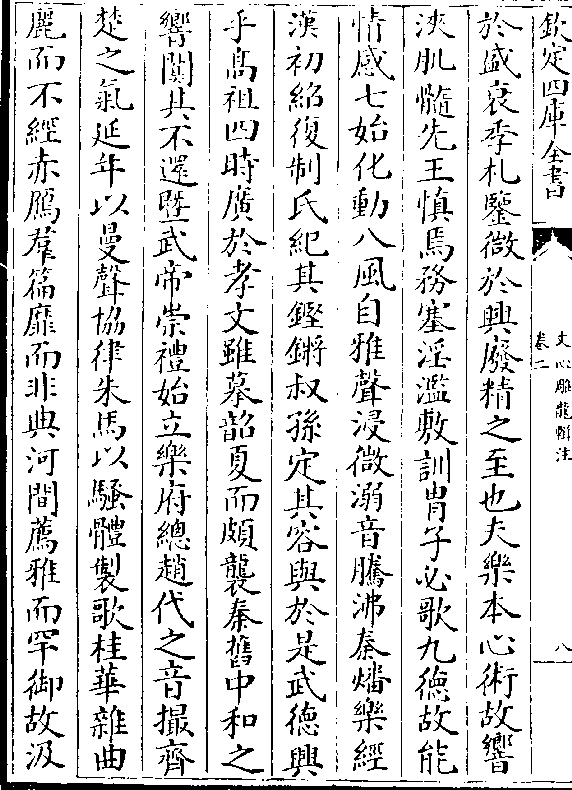 欽定四庫全書
文心雕龍輯注
卷二
八
於盛衰季札鑒微於興廢精之至也夫樂本心術故響
浹肌髓先王慎焉務塞淫濫敷訓胄子必歌九德故能
情感七始化動八風自雅聲浸微溺音騰沸秦燔樂經
漢初紹復制氏紀其鏗鏘叔孫定其容與於是武德興
乎高祖四時廣於孝文雖摹韶夏而頗襲秦舊中和之
響闃其不還暨武帝崇禮始立樂府總趙代之音撮齊
楚之氣延年以曼聲協律朱馬以騷體製歌桂華雜曲
麗而不經赤鴈羣篇靡而非典河間薦雅而罕御故汲